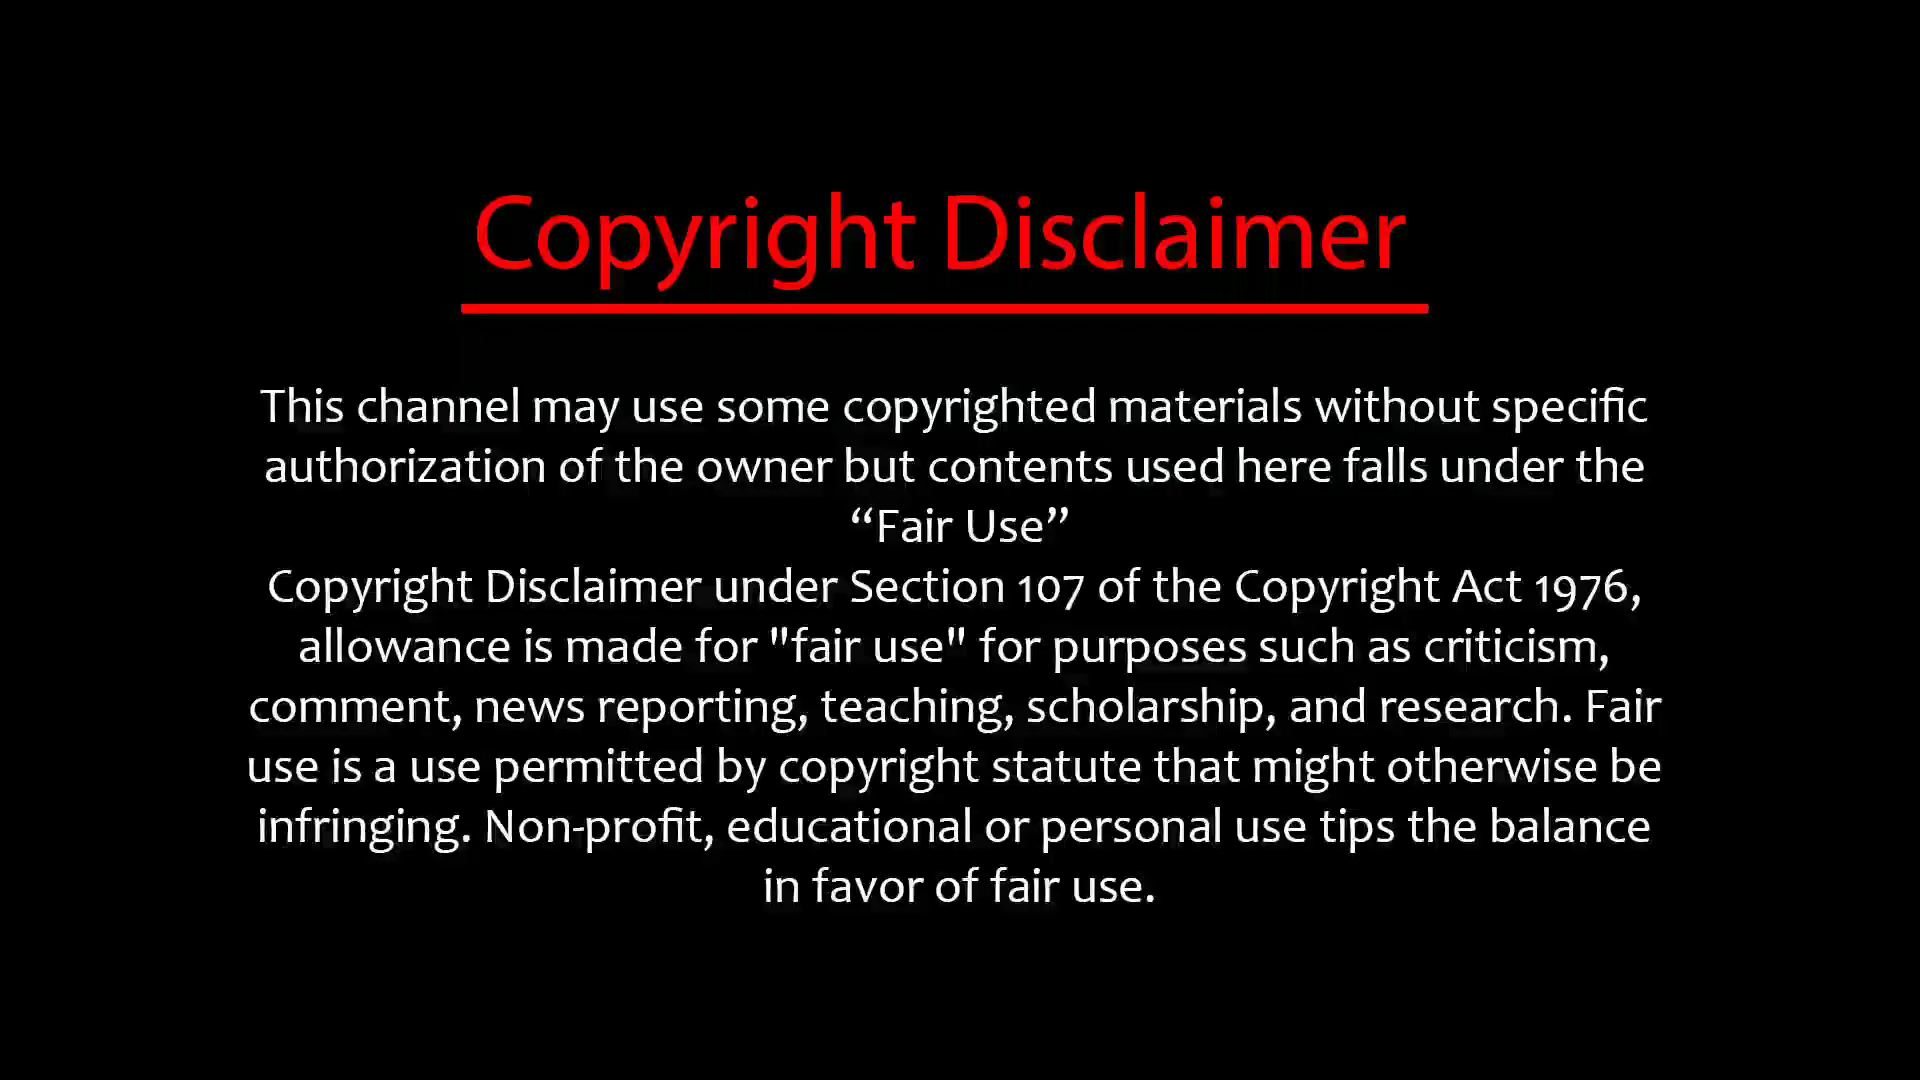 Copyright Disclaimer
This channel may use some copyrighted materials without specific
authorization of the owner but contents used here falls under the
“Fair Use”
Copyright Disclaimer under Section 107 of the Copyright Act 1976,
allowance is made for "fair use" for purposes such as criticism,
comment, news reporting, teaching, scholarship, and research. Fair
use is a use permitted by copyright statute that might otherwise be
infringing. Non-profit, educational or personal use tips the balance
in favor of fair use.